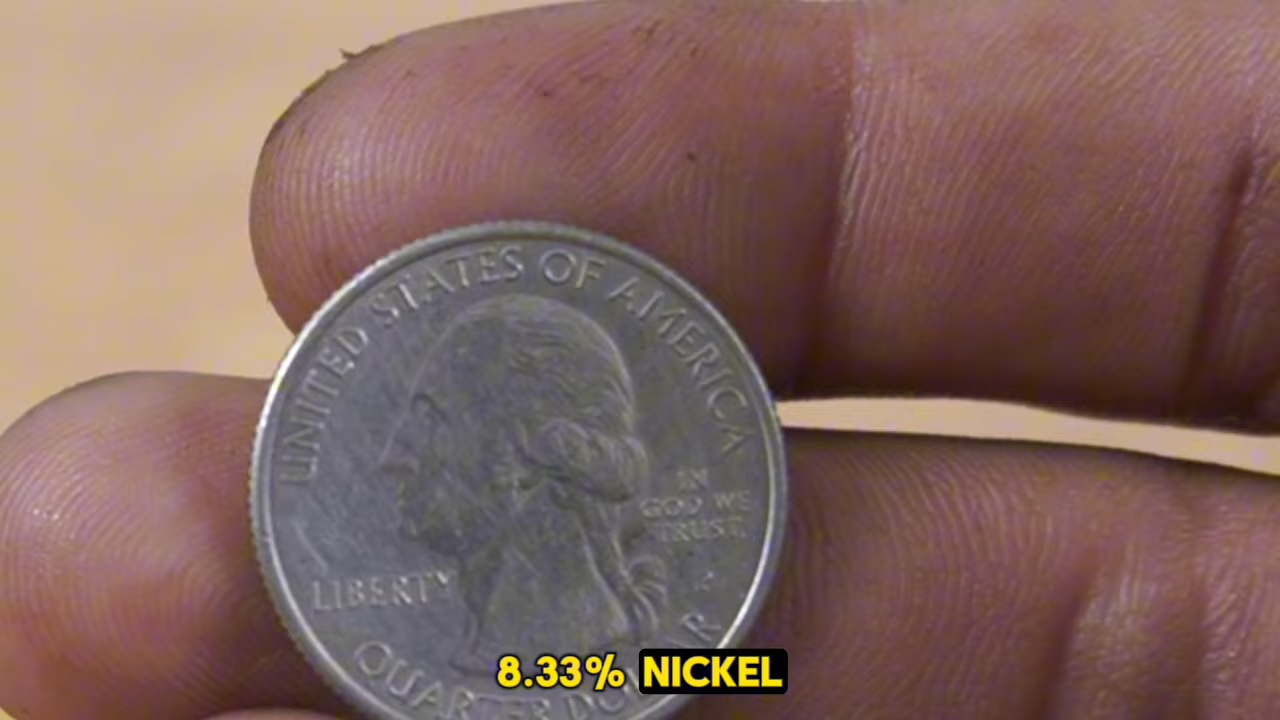 UNITED STATES OF AMERICA
IN
GOD WE
TRUST
LIBERTY
QUARTER DOLLAR
8.33% NICKEL